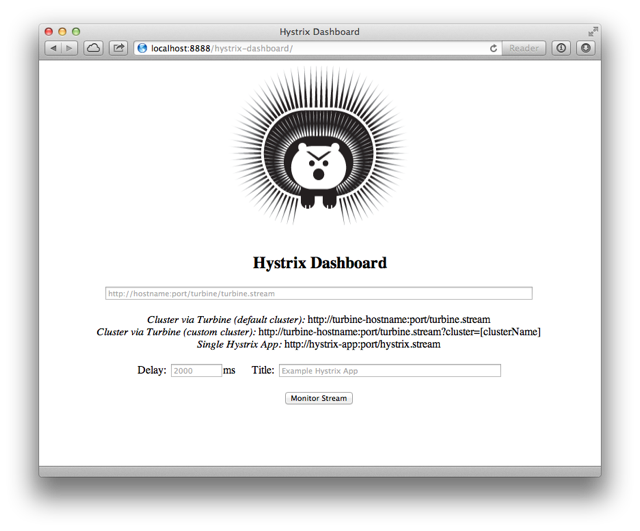 Hystrix Dashboard
localhost:8888/hystrix-dashboard/
Reader
Hystrix Dashboard
http://hostname:port/turbine/turbine.stream
Cluster via Turbine (default cluster): http://turbine-hostname:port/turbine.stream
Cluster via Turbine (custom cluster): http://turbine-hostname:port/turbine.stream?cluster=[clusterName]
Single Hystrix App: http://hystrix-app:port/hystrix.stream
Delay: 2000 ms Title: Example Hystrix App
Monitor Stream